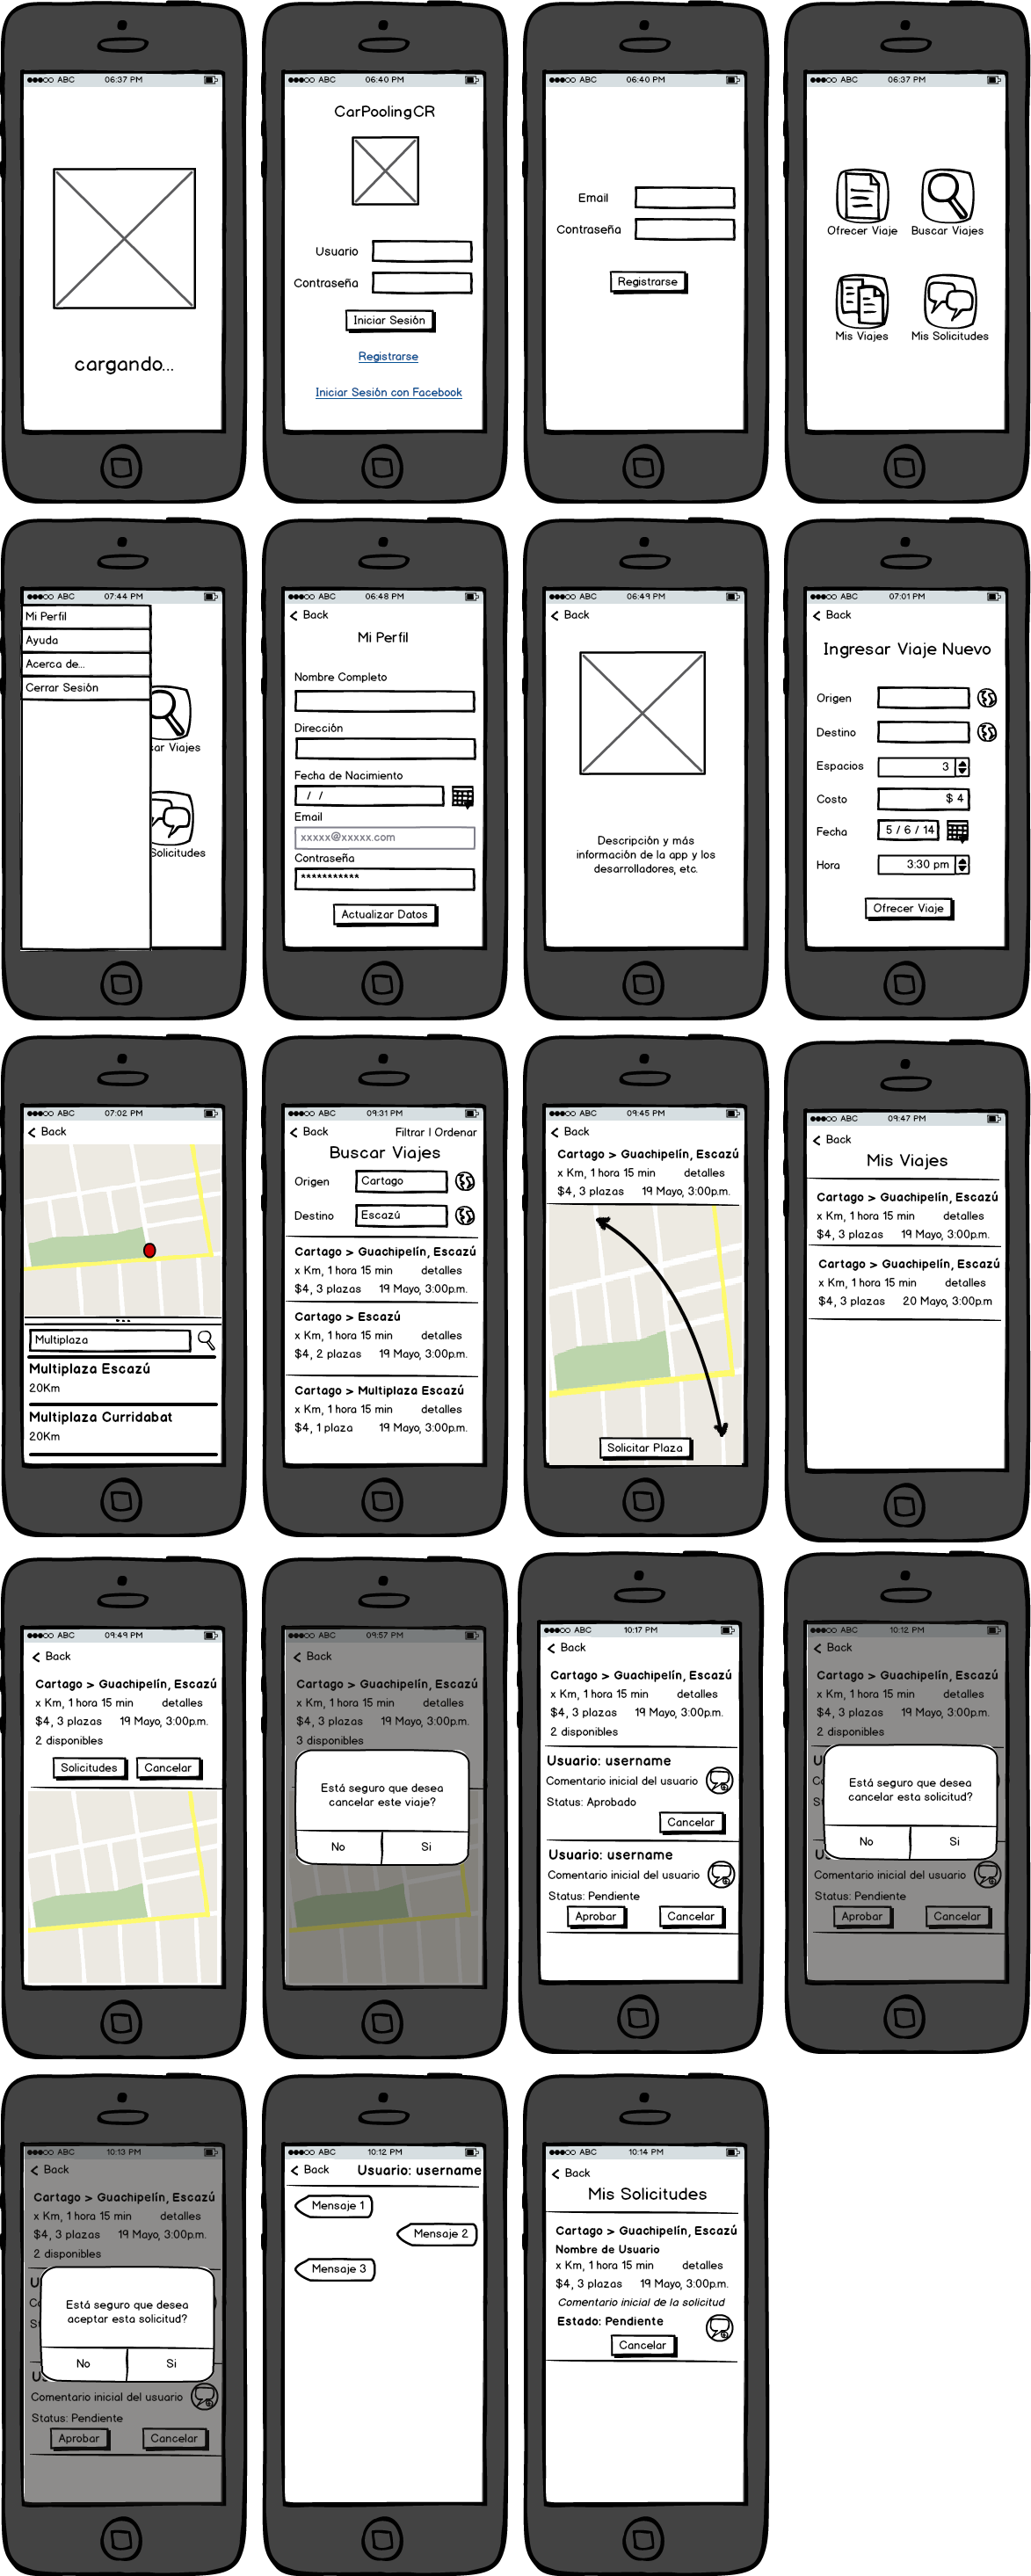 ABC 06:37 PM
cargando...
ABC 06:40 PM
CarPoolingCR
Usuario
Contraseña
Iniciar Sesión
Registrarse
Iniciar Sesión con Facebook
ABC 06:40 PM
Email
Contraseña
Registrarse
ABC 06:37 PM
Ofrecer Viaje Buscar Viajes
Mis Viajes Mis Solicitudes
ABC 07:44 PM
Mi Perfil
Ayuda
Acerca de...
Cerrar Sesión
car Viajes
Solicitudes
ABC 06:48 PM
Back
Mi Perfil
Nombre Completo
Dirección
Fecha de Nacimiento
/ /
Email
xxxxx@xxxxx.com
Contraseña
***********
Actualizar Datos
ABC 06:49 PM
Back
Descripción y más
información de la app y los
desarrolladores, etc.
ABC 07:01 PM
Back
Ingresar Viaje Nuevo
Origen
Destino
Espacios 3
Costo $ 4
Fecha 5 / 6 / 14
Hora 3:30 pm
Ofrecer Viaje
ABC 07:02 PM
Back
Multiplaza
Multiplaza Escazú
20Km
Multiplaza Curridabat
20Km
ABC 09:31 PM
Back Filtrar | Ordenar
Buscar Viajes
Origen Cartago
Destino Escazú
Cartago > Guachipelín, Escazú
x Km, 1 hora 15 min detalles
$4, 3 plazas 19 Mayo, 3:00p.m.
Cartago > Escazú
x Km, 1 hora 15 min detalles
$4, 2 plazas 19 Mayo, 3:00p.m.
Cartago > Multiplaza Escazú
x Km, 1 hora 15 min detalles
$4, 1 plaza 19 Mayo, 3:00p.m.
ABC 09:45 PM
Back
Cartago > Guachipelín, Escazú
x Km, 1 hora 15 min detalles
$4, 3 plazas 19 Mayo, 3:00p.m.
Solicitar Plaza
ABC 09:47 PM
Back
Mis Viajes
Cartago > Guachipelín, Escazú
x Km, 1 hora 15 min detalles
$4, 3 plazas 19 Mayo, 3:00p.m.
Cartago > Guachipelín, Escazú
x Km, 1 hora 15 min detalles
$4, 3 plazas 20 Mayo, 3:00p.m
ABC 09:49 PM
Back
Cartago > Guachipelín, Escazú
x Km, 1 hora 15 min detalles
$4, 3 plazas 19 Mayo, 3:00p.m.
2 disponibles
Solicitudes Cancelar
ABC 09:57 PM
Back
Cartago > Guachipelín, Escazú
x Km, 1 hora 15 min detalles
$4, 3 plazas 19 Mayo, 3:00p.m.
3 disponibles
Está seguro que desea
cancelar este viaje?
No Si
ABC 10:17 PM
Back
Cartago > Guachipelín, Escazú
x Km, 1 hora 15 min detalles
$4, 3 plazas 19 Mayo, 3:00p.m.
2 disponibles
Usuario: username
Comentario inicial del usuario
Status: Aprobado
Cancelar
Usuario: username
Comentario inicial del usuario
Status: Pendiente
Aprobar Cancelar
ABC 10:12 PM
Back
Cartago > Guachipelín, Escazú
x Km, 1 hora 15 min detalles
$4, 3 plazas 19 Mayo, 3:00p.m.
2 disponibles
Está seguro que desea
cancelar esta solicitud?
No Si
Comentario inicial del usuario
Status: Pendiente
Aprobar Cancelar
ABC 10:13 PM
Back
Cartago > Guachipelín, Escazú
x Km, 1 hora 15 min detalles
$4, 3 plazas 19 Mayo, 3:00p.m.
2 disponibles
Está seguro que desea
aceptar esta solicitud?
No Si
Comentario inicial del usuario
Status: Pendiente
Aprobar Cancelar
ABC 10:12 PM
Back Usuario: username
Mensaje 1
Mensaje 2
Mensaje 3
ABC 10:14 PM
Back
Mis Solicitudes
Cartago > Guachipelín, Escazú
Nombre de Usuario
x Km, 1 hora 15 min detalles
$4, 3 plazas 19 Mayo, 3:00p.m.
Comentario inicial de la solicitud
Estado: Pendiente
Cancelar